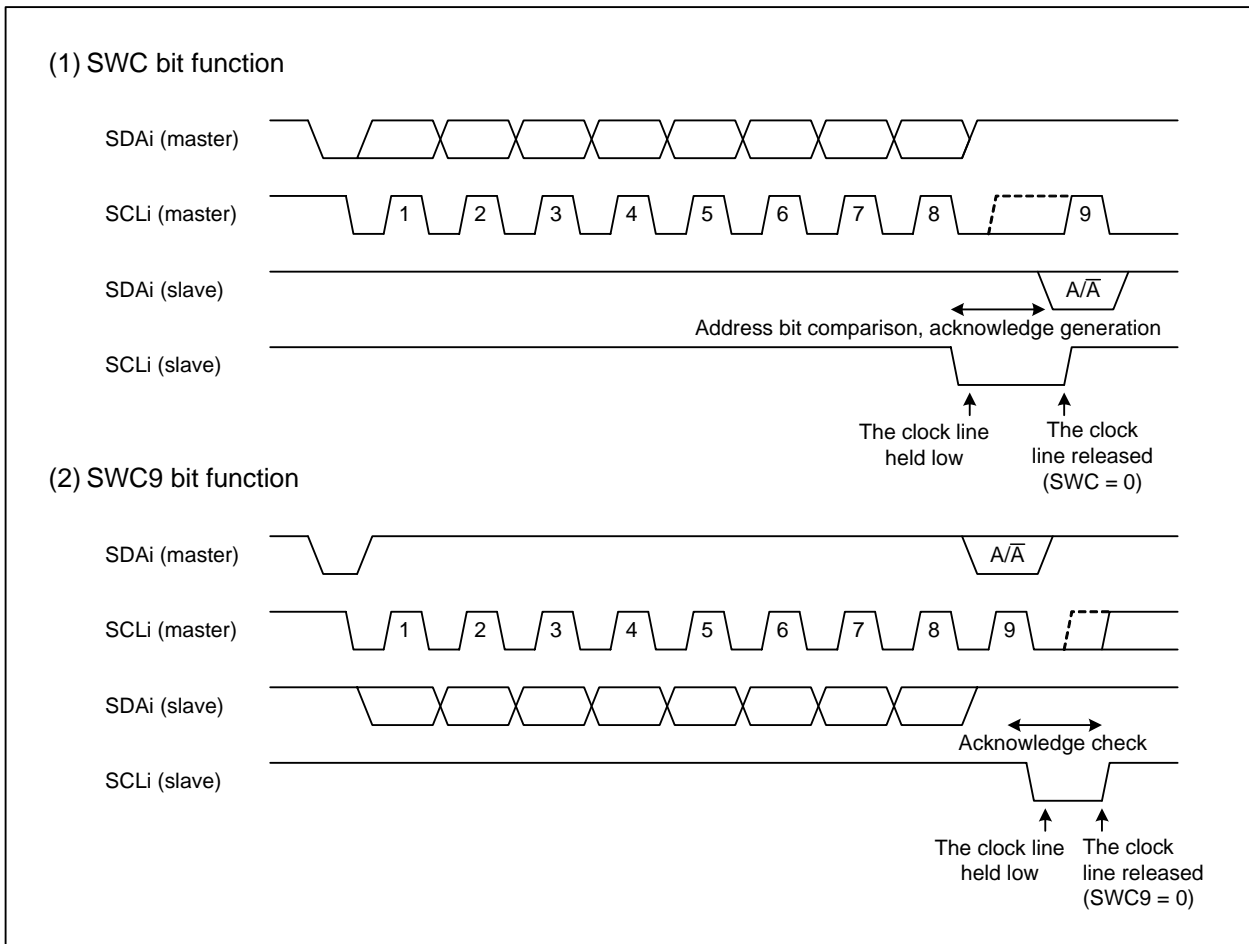 (1) SWC bit function
SDAi (master)
SCLi (master)
1 2 3 4 5 6 7 8 9
SDAi (slave)
A/A̅
Address bit comparison, acknowledge generation
SCLi (slave)
The clock line
held low
The clock
line released
(SWC = 0)
(2) SWC9 bit function
SDAi (master)
A/A̅
SCLi (master)
1 2 3 4 5 6 7 8 9
SDAi (slave)
Acknowledge check
SCLi (slave)
The clock line
held low
The clock
line released
(SWC9 = 0)